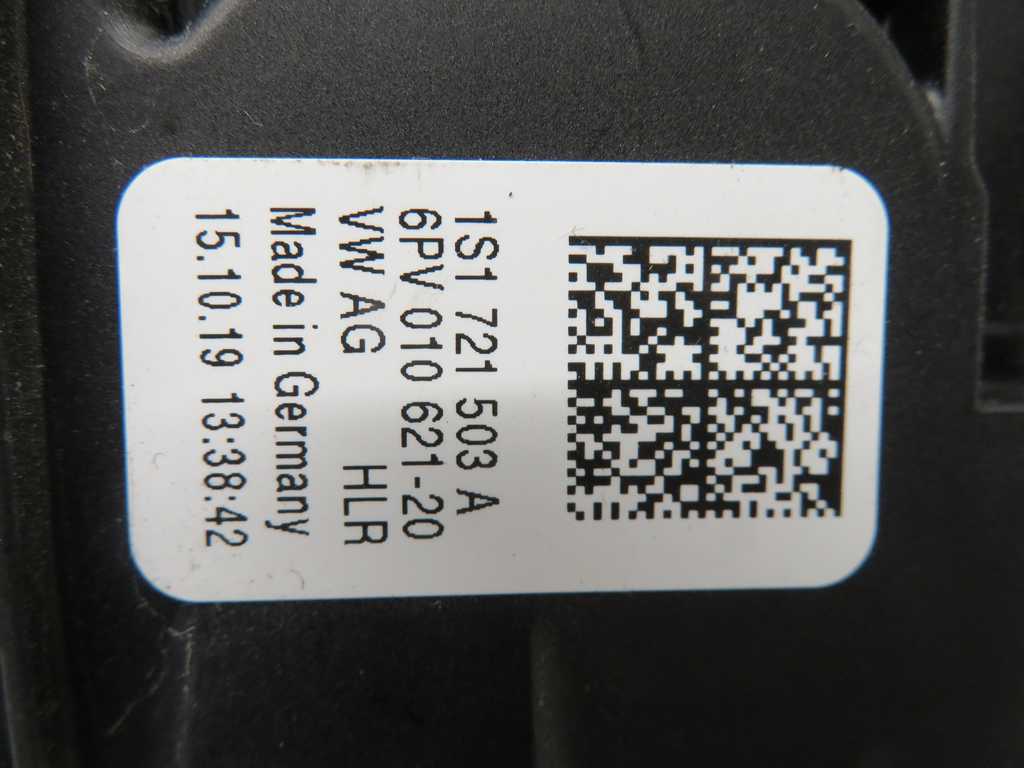 1S1 721 503 A
6PV 010 621-20
VW AG HLR
Made in Germany
15.10.19 13:38:42